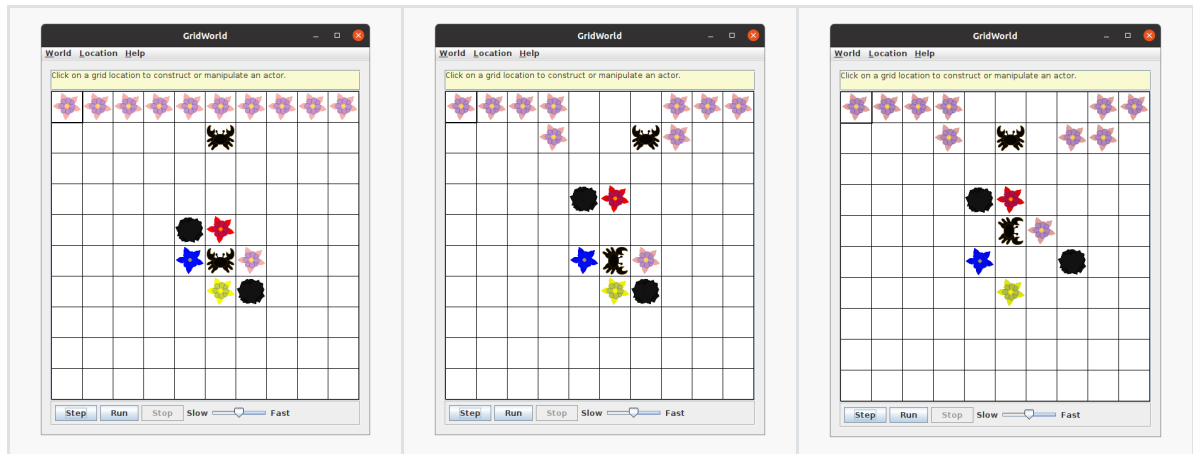 GridWorld
World Location Help
Click on a grid location to construct or manipulate an actor.
Step Run Stop Slow Fast
GridWorld
World Location Help
Click on a grid location to construct or manipulate an actor.
Step Run Stop Slow Fast
GridWorld
World Location Help
Click on a grid location to construct or manipulate an actor.
Step Run Stop Slow Fast